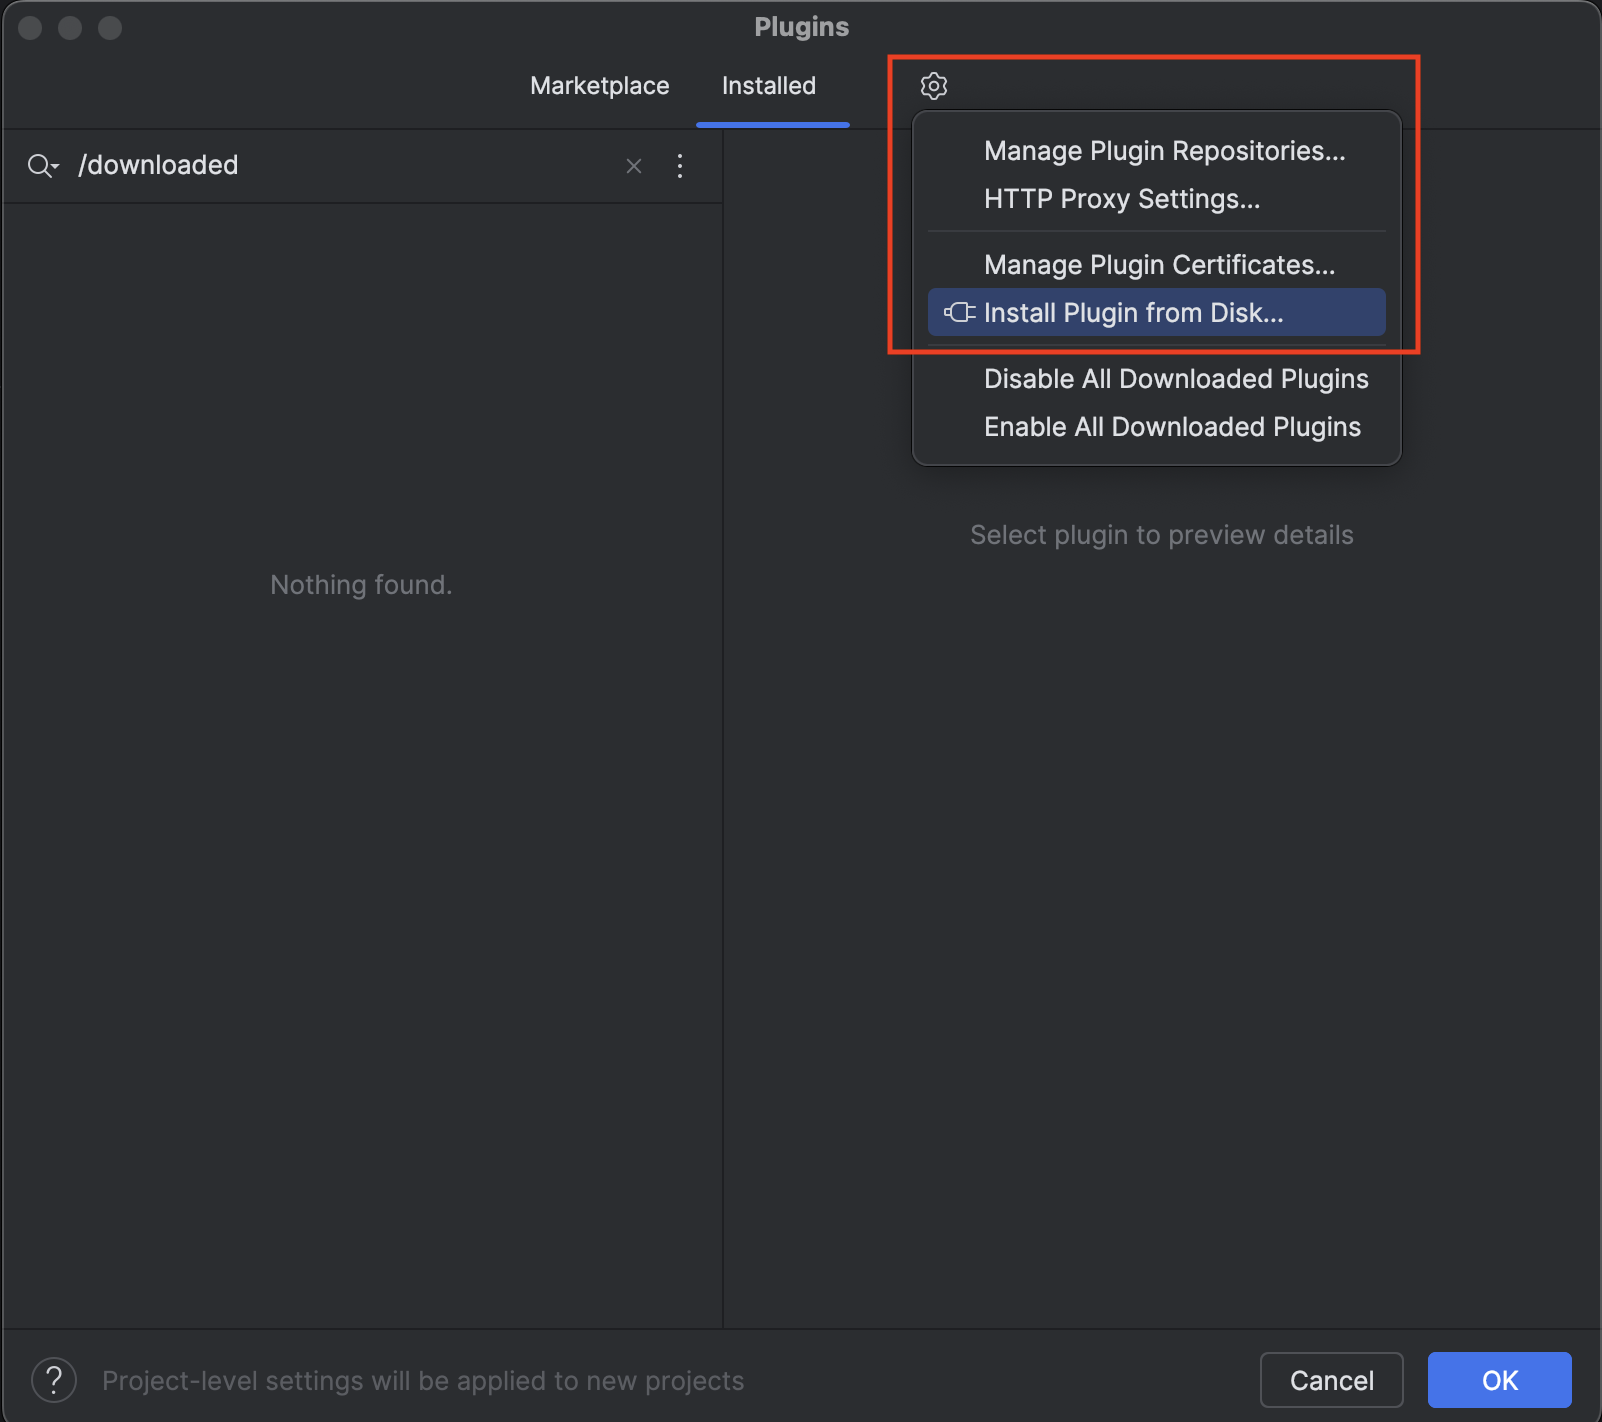 Plugins
Marketplace
Installed
/downloaded
Manage Plugin Repositories...
HTTP Proxy Settings...
Manage Plugin Certificates...
Install Plugin from Disk...
Disable All Downloaded Plugins
Enable All Downloaded Plugins
Select plugin to preview details
Nothing found.
? Project-level settings will be applied to new projects
Cancel
OK